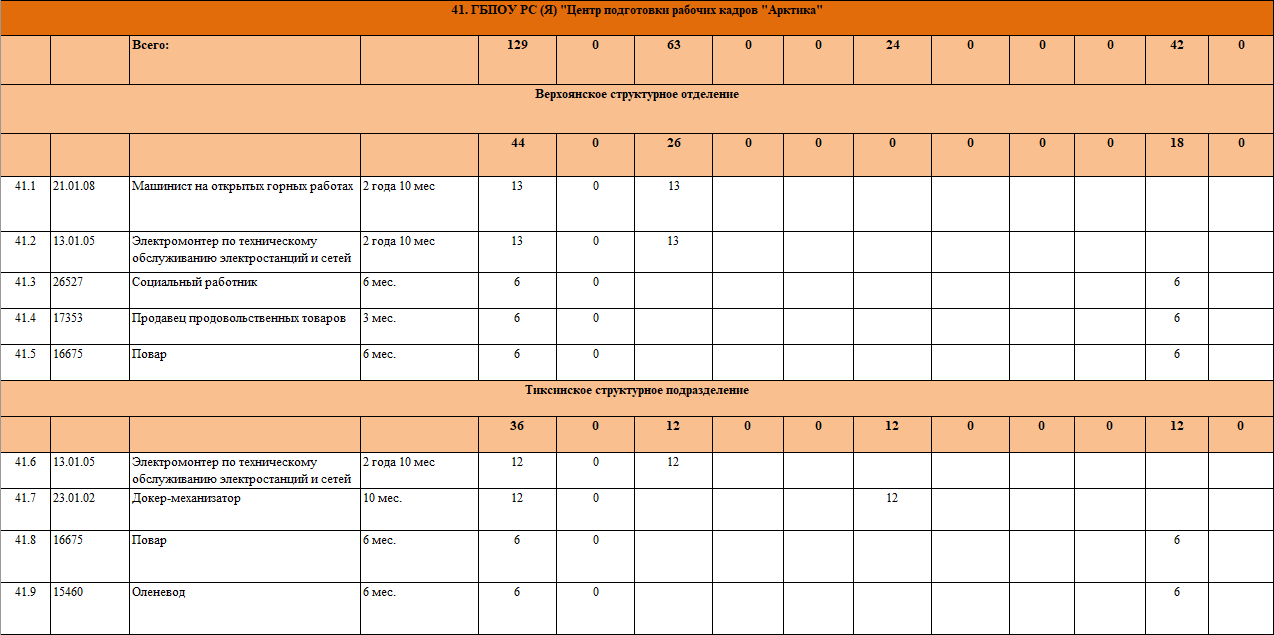 41. ГБПОУ РС (Я) "Центр подготовки рабочих кадров "Арктика"
Всего: 129 0 63 0 0 24 0 0 0 42 0
Верхоянское структурное отделение
44 0 26 0 0 0 0 0 0 18 0
41.1 21.01.08 Машинист на открытых горных работах 2 года 10 мес 13 0 13
41.2 13.01.05 Электромонтер по техническому 2 года 10 мес 13 0 13
обслуживанию электростанций и сетей
41.3 26527 Социальный работник 6 мес. 6 0 6
41.4 17353 Продавец продовольственных товаров 3 мес. 6 0 6
41.5 16675 Повар 6 мес. 6 0 6
Тиксинское структурное подразделение
36 0 12 0 0 12 0 0 0 12 0
41.6 13.01.05 Электромонтер по техническому 2 года 10 мес 12 0 12
обслуживанию электростанций и сетей
41.7 23.01.02 Докер-механизатор 10 мес. 12 0 12
41.8 16675 Повар 6 мес. 6 0 6
41.9 15460 Оленевод 6 мес. 6 0 6